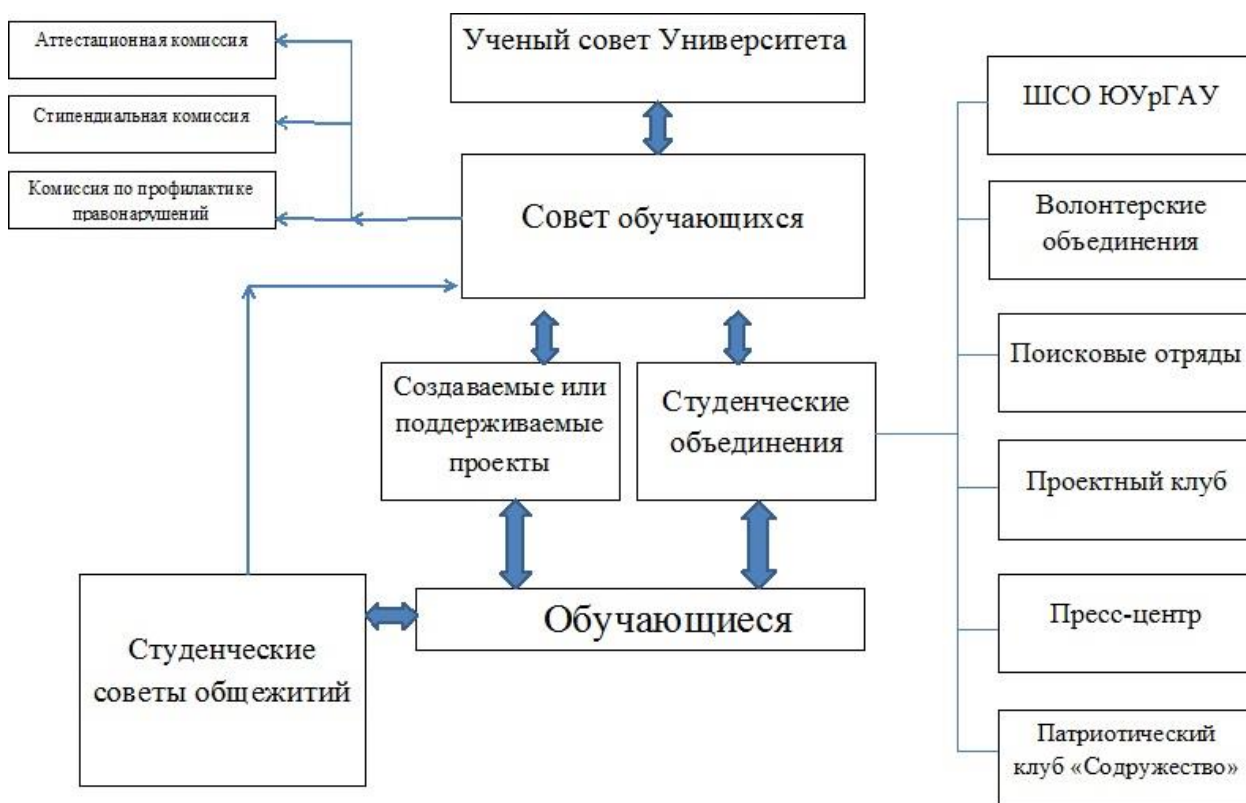 Аттестационная комиссия
Стипендиальная комиссия
Комиссия по профилактике
правонарушений
Ученый совет Университета
Совет обучающихся
Создаваемые или
поддерживаемые
проекты
Студенческие
объединения
Обучающиеся
Студенческие
советы общежитий
ШСО ЮУрГАУ
Волонтерские
объединения
Поисковые отряды
Проектный клуб
Пресс-центр
Патриотический
клуб «Содружество»